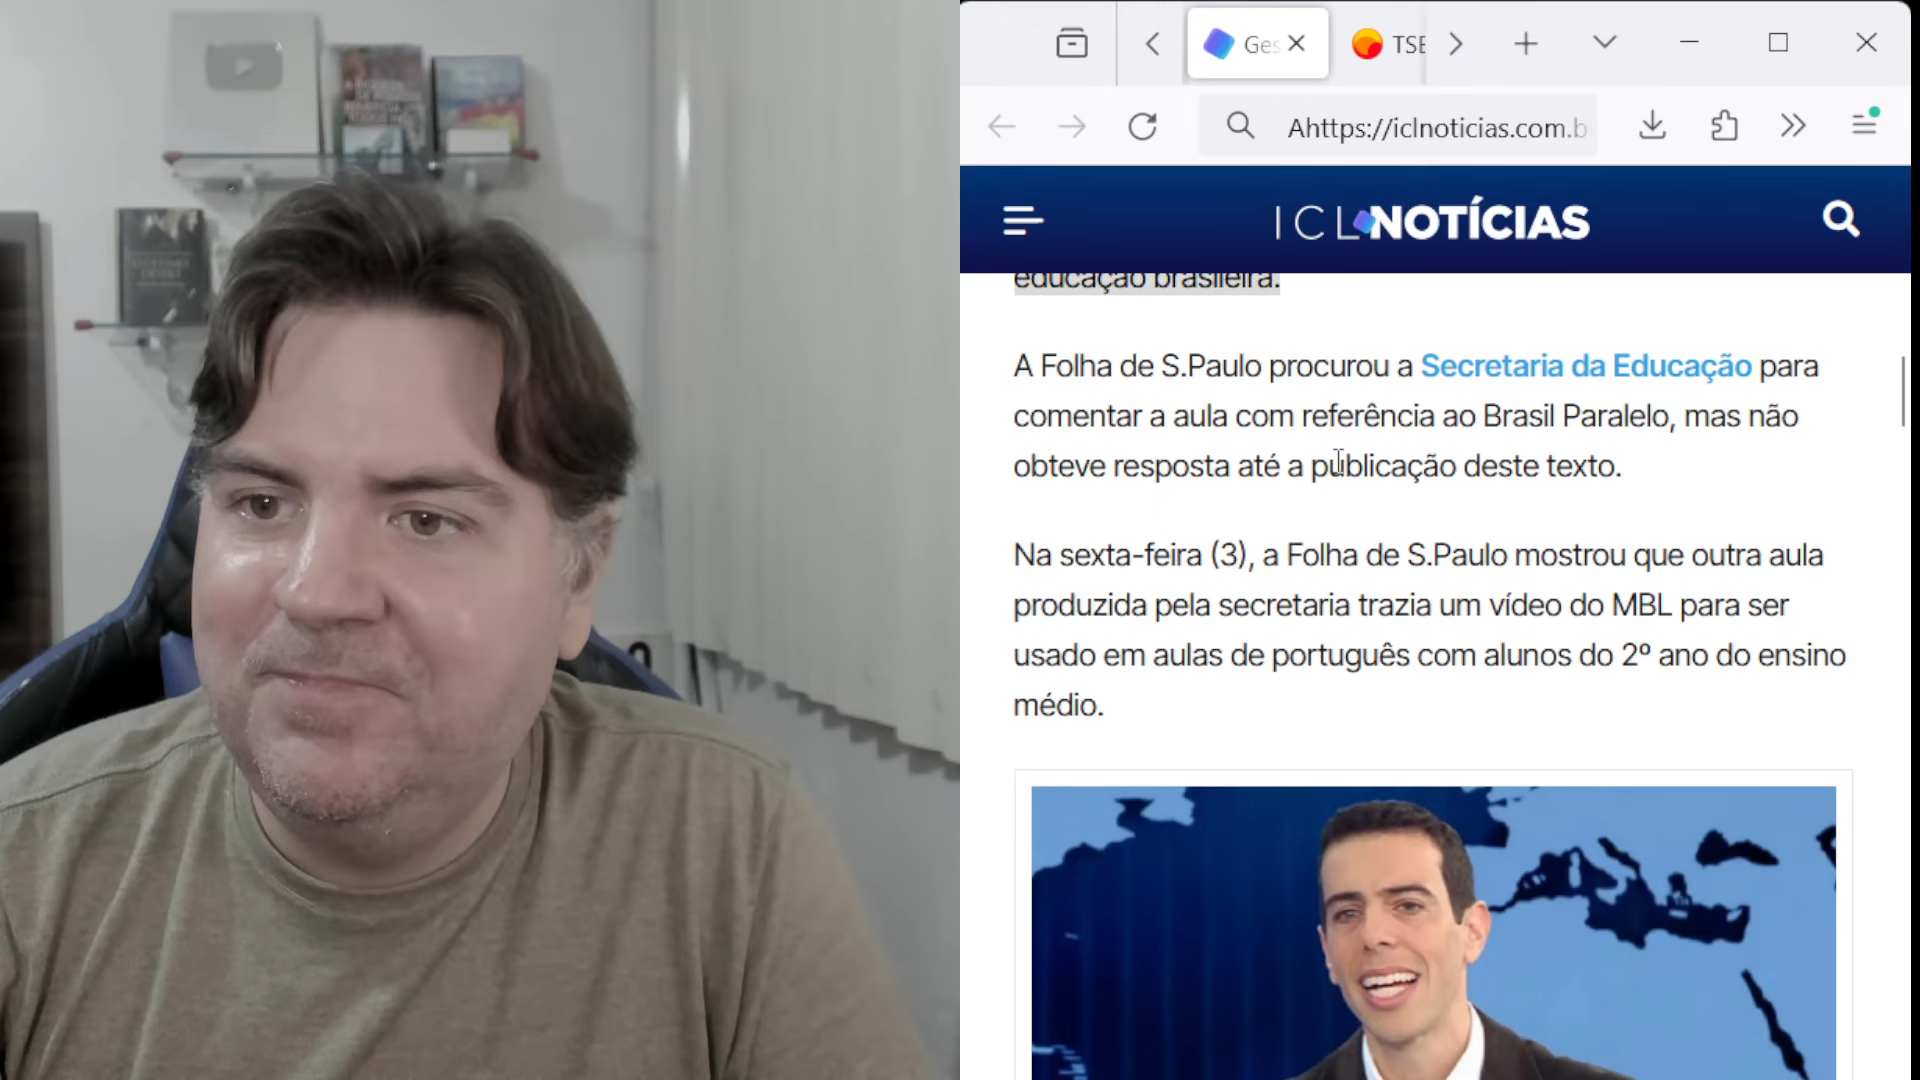 Ges
TSE
Ahttps://iclnoticias.com.b
ICL NOTÍCIAS
educação brasileira.
A Folha de S.Paulo procurou a Secretaria da Educação para
comentar a aula com referência ao Brasil Paralelo, mas não
obteve resposta até a publicação deste texto.
Na sexta-feira (3), a Folha de S.Paulo mostrou que outra aula
produzida pela secretaria trazia um vídeo do MBL para ser
usado em aulas de português com alunos do 2º ano do ensino
médio.